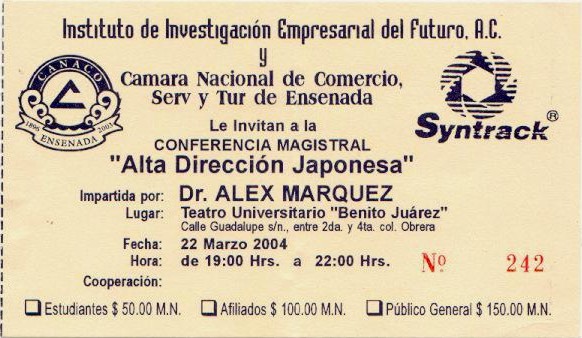 Instituto de Investigación Empresarial del Futuro, A.C.
y
Camara Nacional de Comercio,
Serv y Tur de Ensenada
CANACO
1896 2003
ENSENADA
Syntrack®
Le Invitan a la
CONFERENCIA MAGISTRAL
"Alta Dirección Japonesa"
Impartida por: Dr. ALEX MARQUEZ
Lugar: Teatro Universitario "Benito Juárez"
Calle Guadalupe s/n., entre 2da. y 4ta. col. Obrera
Fecha: 22 Marzo 2004
Hora: de 19:00 Hrs. a 22:00 Hrs.
Nº 242
Cooperación:
Estudiantes $ 50.00 M.N. Afiliados $ 100.00 M.N. Público General $ 150.00 M.N.